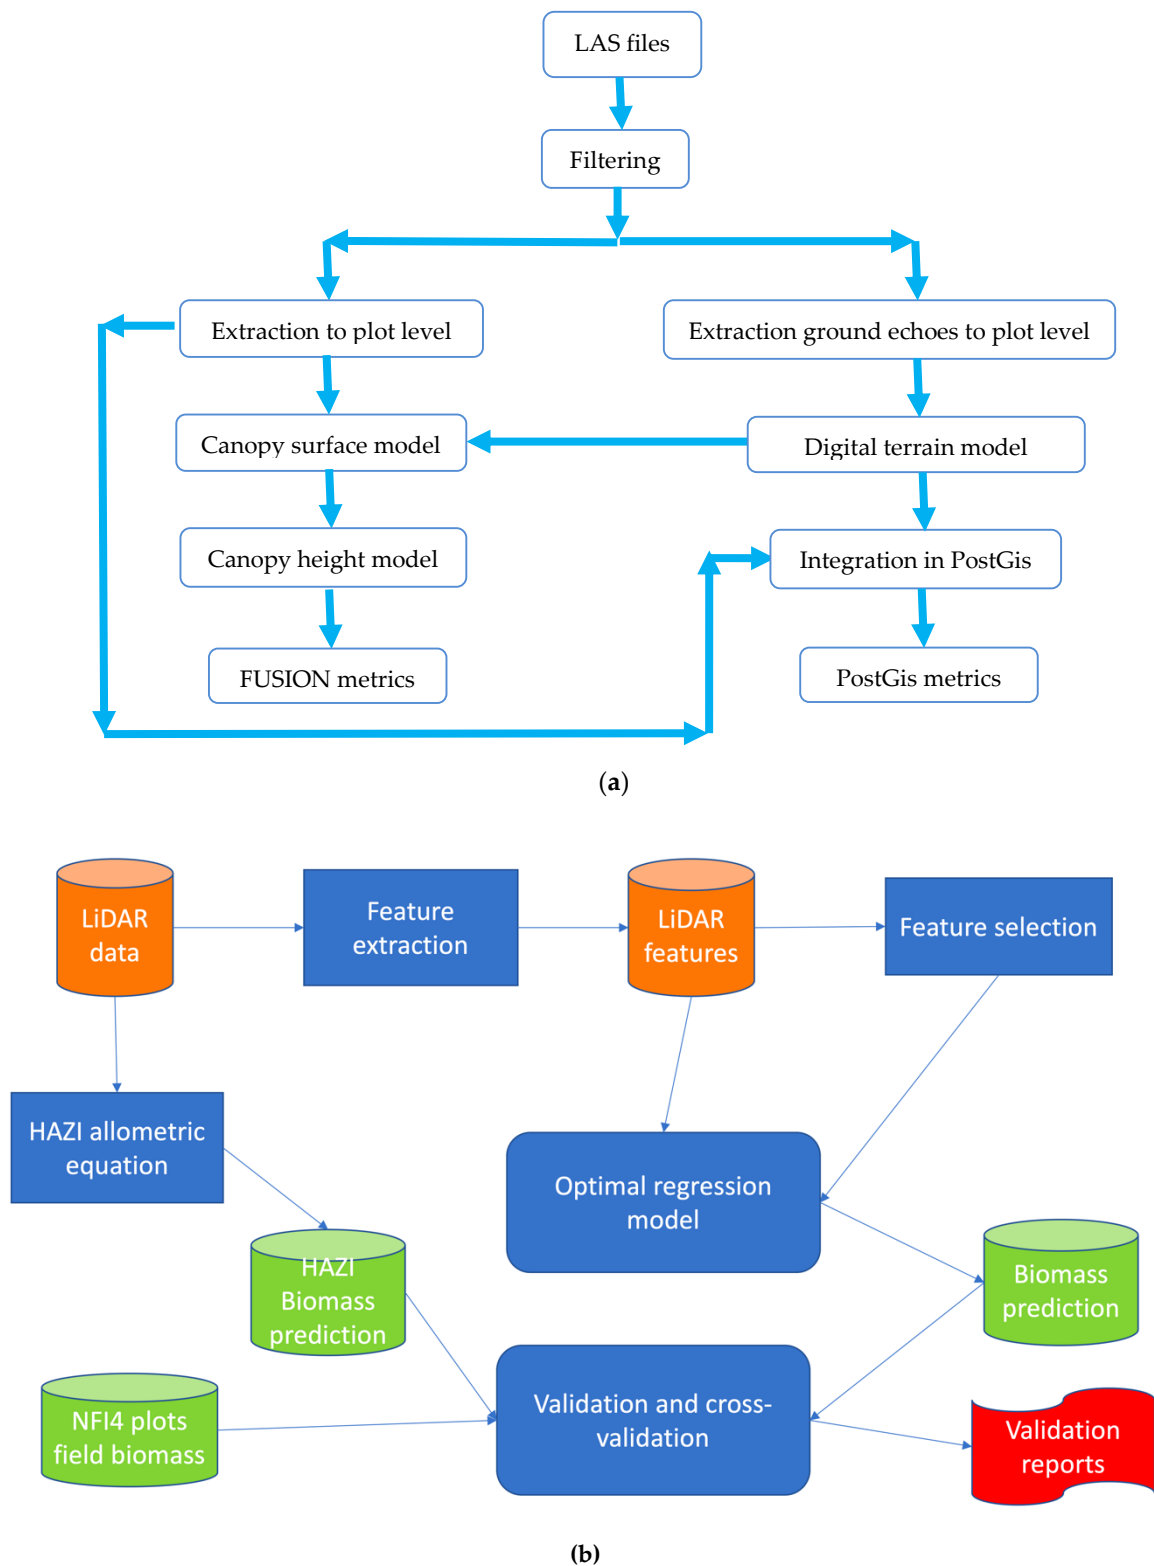 LAS files
Filtering
Extraction to plot level
Extraction ground echoes to plot level
Canopy surface model
Digital terrain model
Canopy height model
Integration in PostGis
FUSION metrics
PostGis metrics
(a)
LiDAR
data
Feature
extraction
LiDAR
features
Feature selection
HAZI allometric
equation
Optimal regression
model
HAZI
Biomass
prediction
Biomass
prediction
NFI4 plots
field biomass
Validation and cross-
validation
Validation
reports
(b)